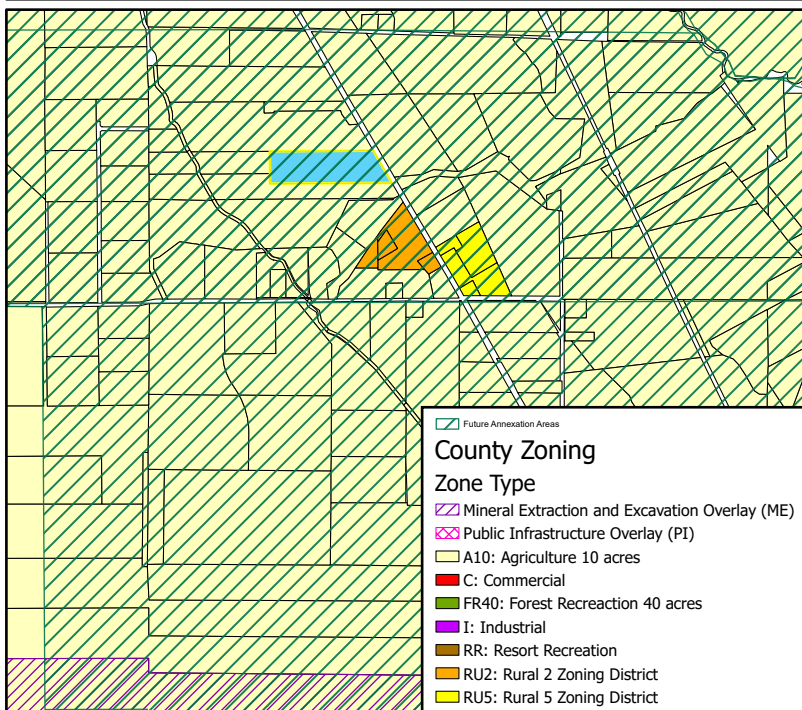 Future Annexation Areas
County Zoning
Zone Type
Mineral Extraction and Excavation Overlay (ME)
Public Infrastructure Overlay (PI)
A10: Agriculture 10 acres
C: Commercial
FR40: Forest Recreaction 40 acres
I: Industrial
RR: Resort Recreation
RU2: Rural 2 Zoning District
RU5: Rural 5 Zoning District